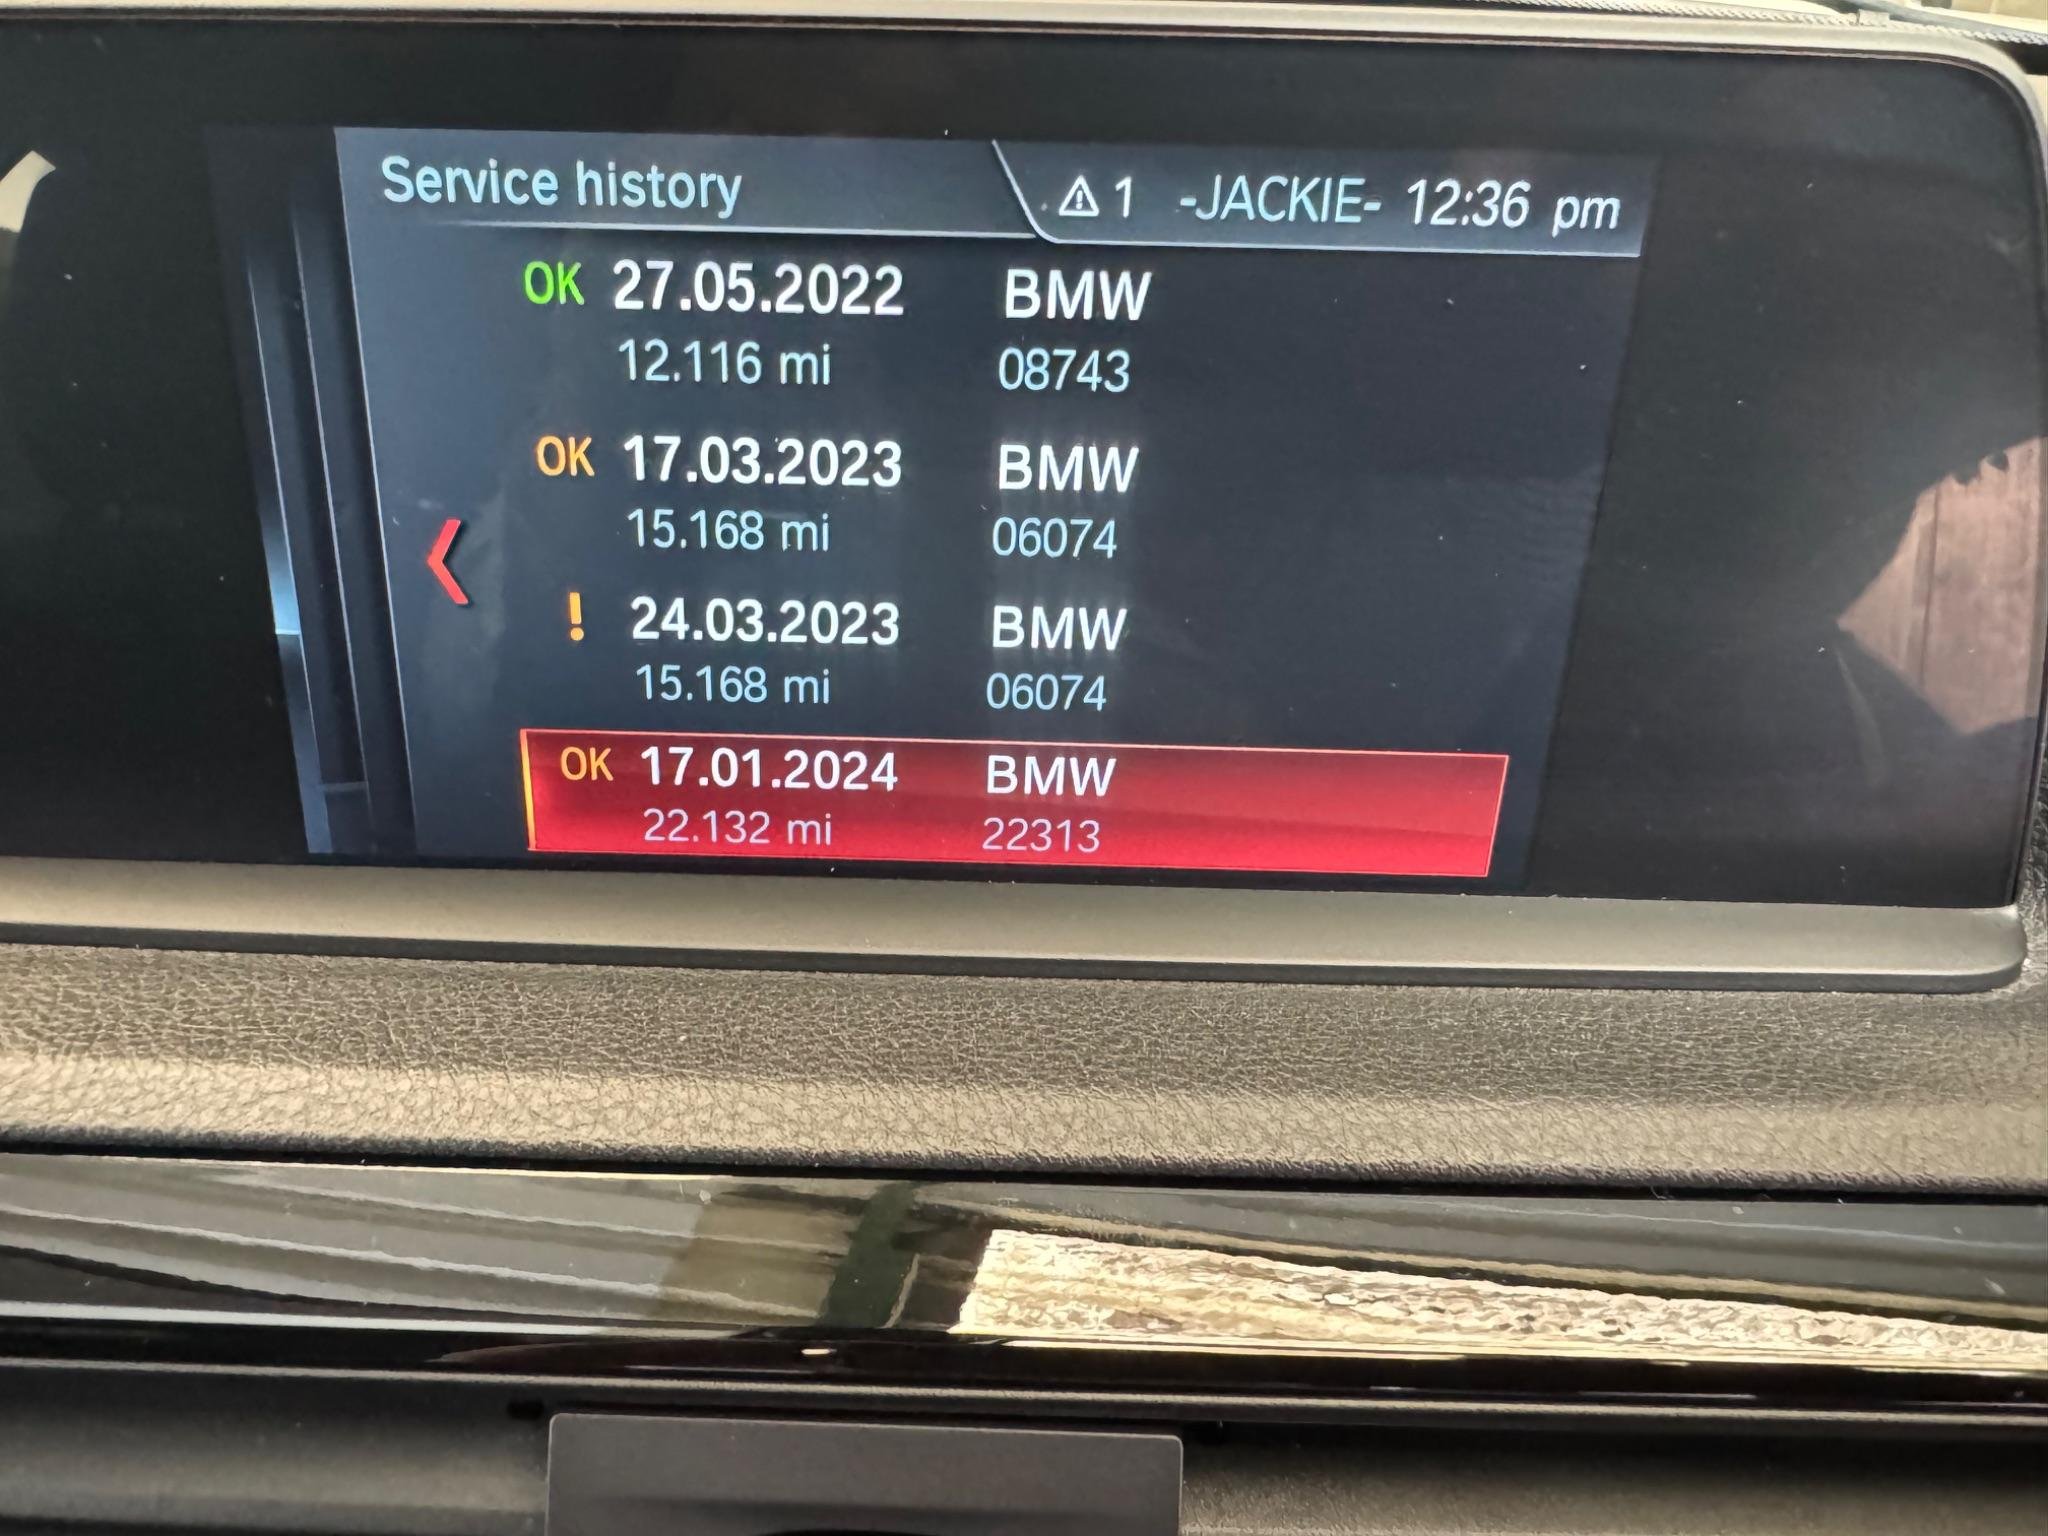 Service history
1 -JACKIE- 12:36 pm
OK 27.05.2022 BMW
12.116 mi 08743
OK 17.03.2023 BMW
15.168 mi 06074
! 24.03.2023 BMW
15.168 mi 06074
OK 17.01.2024 BMW
22.132 mi 22313